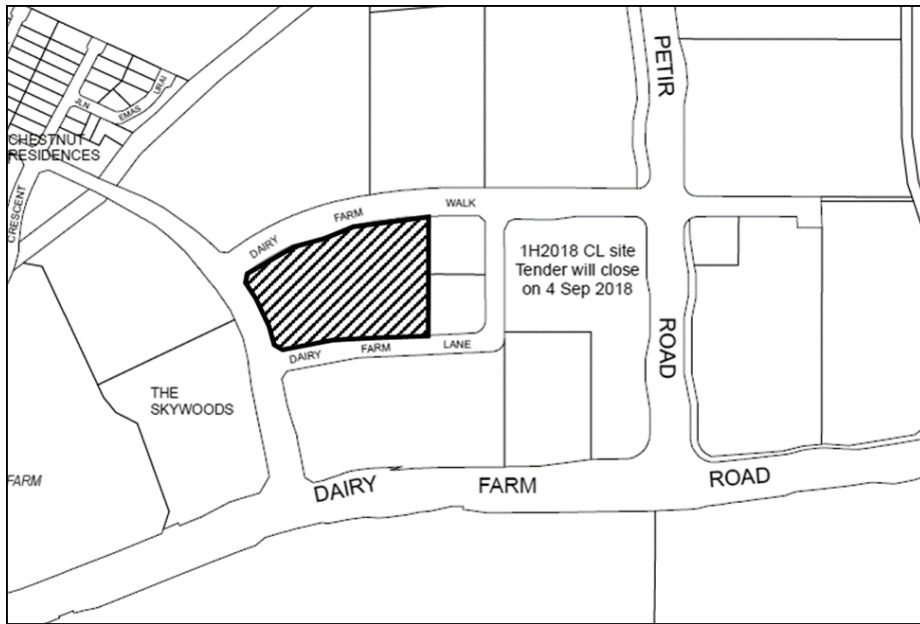 PETIR
JLN
EMAS
URAI
CHESTNUT
RESIDENCES
CRESCENT
DAIRY FARM WALK
1H2018 CL site
Tender will close
on 4 Sep 2018
ROAD
DAIRY FARM LANE
THE
SKYWOODS
FARM
DAIRY FARM ROAD